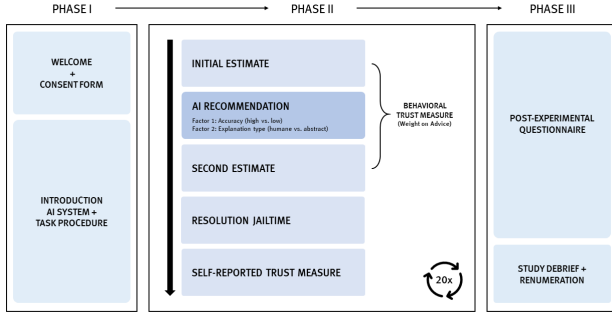 PHASE I
PHASE II
PHASE III
WELCOME
+
CONSENT FORM
INTRODUCTION
AI SYSTEM +
TASK PROCEDURE
INITIAL ESTIMATE
AI RECOMMENDATION
Factor 1: Accuracy (high vs. low)
Factor 2: Explanation type (humane vs. abstract)
SECOND ESTIMATE
RESOLUTION JAILTIME
SELF-REPORTED TRUST MEASURE
BEHAVIORAL
TRUST MEASURE
(Weight on Advice)
20x
POST-EXPERIMENTAL
QUESTIONNAIRE
STUDY DEBRIEF +
RENUMERATION